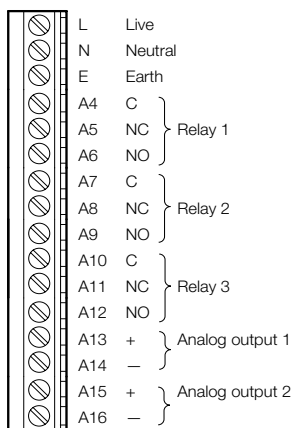 L Live
N Neutral
E Earth
A4 C
A5 NC Relay 1
A6 NO
A7 C
A8 NC Relay 2
A9 NO
A10 C
A11 NC Relay 3
A12 NO
A13 + Analog output 1
A14 —
A15 + Analog output 2
A16 —